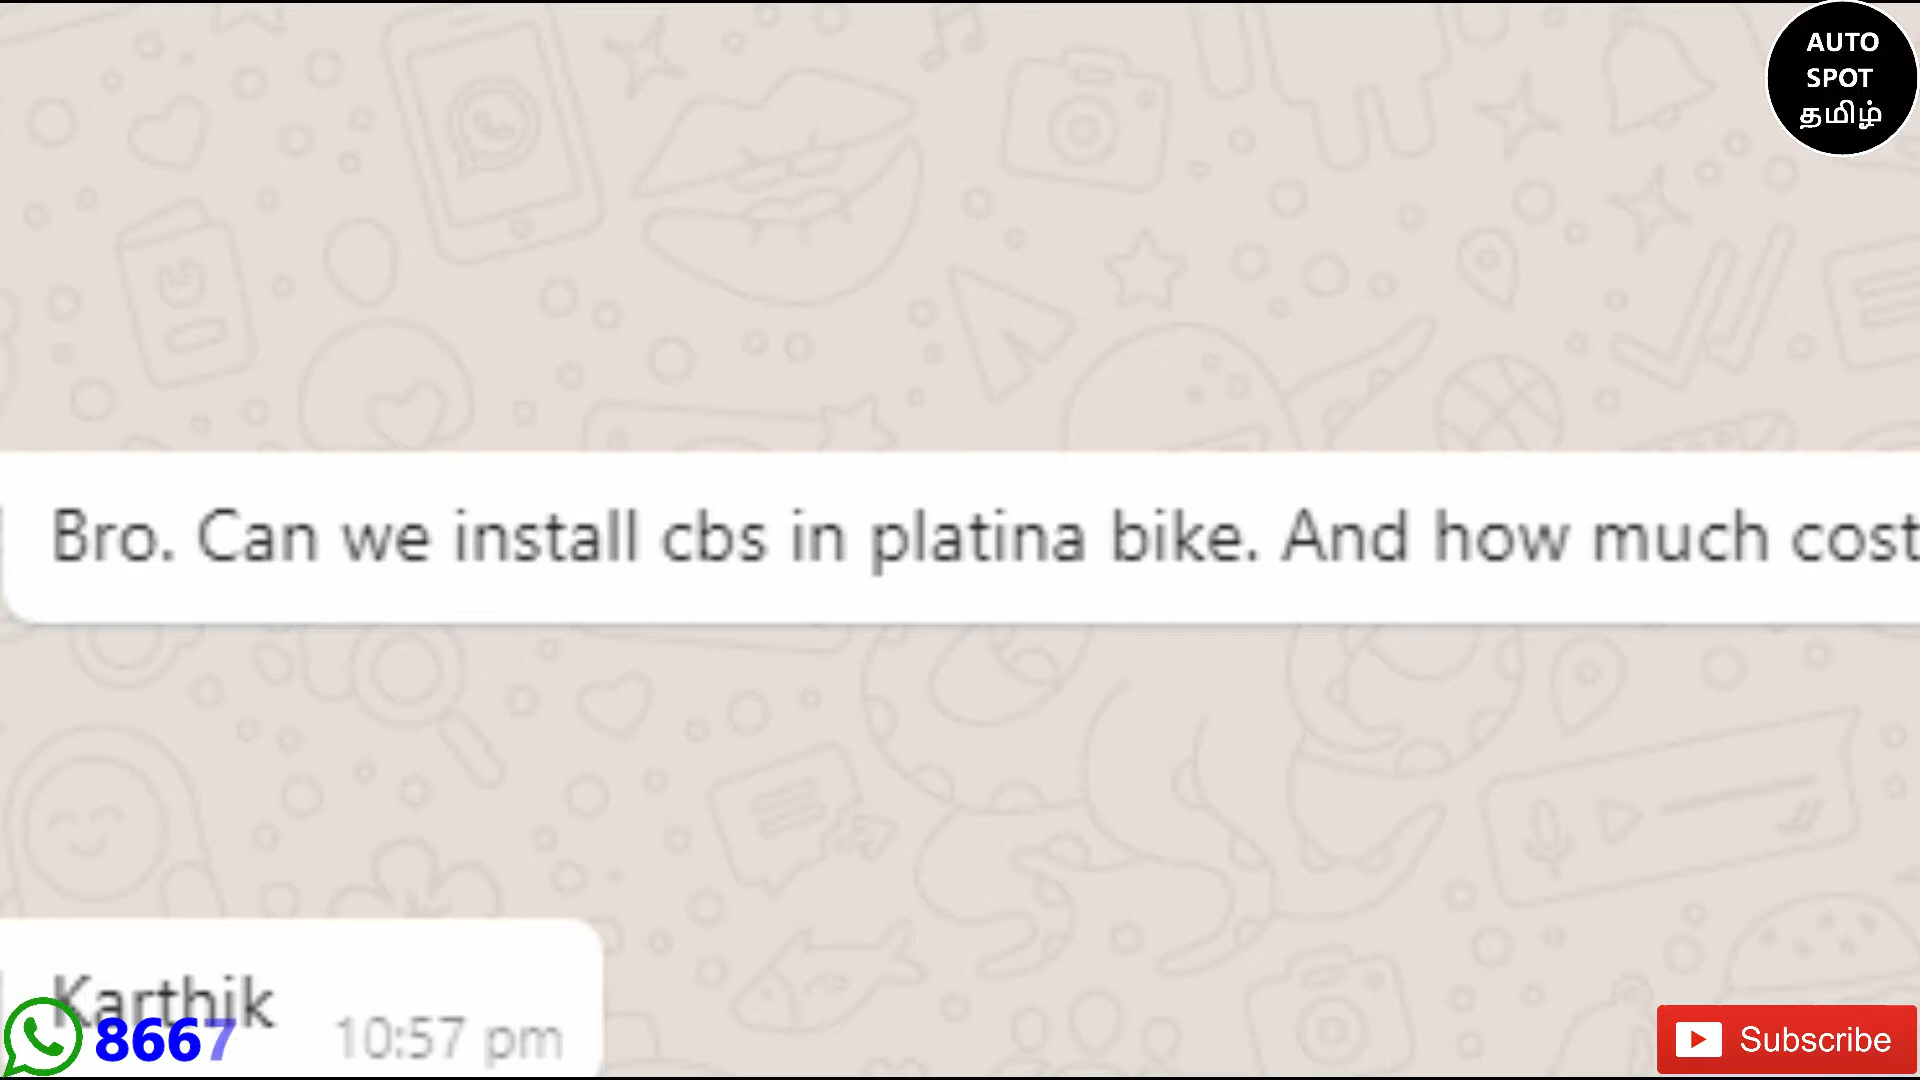 AUTO
SPOT
தமிழ்
Bro. Can we install cbs in platina bike. And how much cost
Karthik
10:57 pm
8667
Subscribe